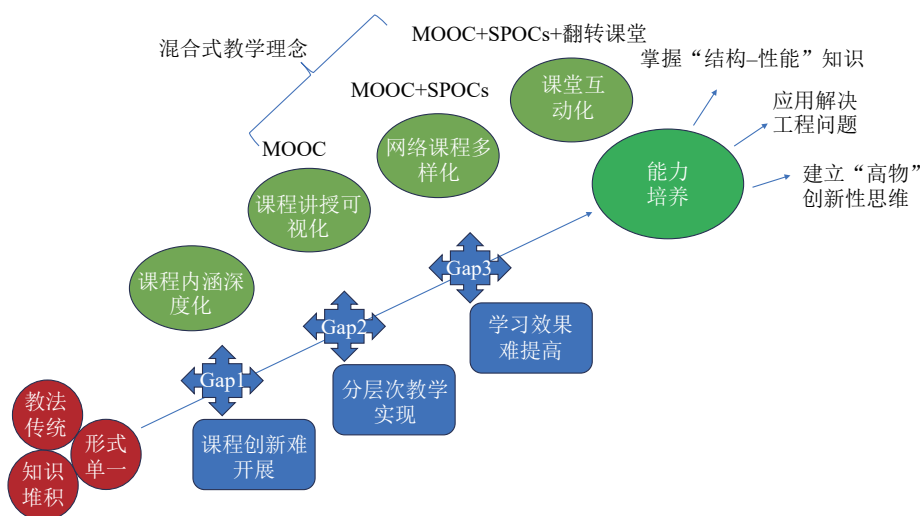 MOOC+SPOCs+翻转课堂
混合式教学理念
掌握“结构–性能”知识
MOOC+SPOCs
课堂互
动化
应用解决
工程问题
MOOC
网络课程多
样化
能力
培养
建立“高物”
创新性思维
课程讲授可
视化
课程内涵深
度化
Gap3
Gap2
学习效果
难提高
Gap1
分层次教学
实现
教法
传统
形式
单一
课程创新难
开展
知识
堆积